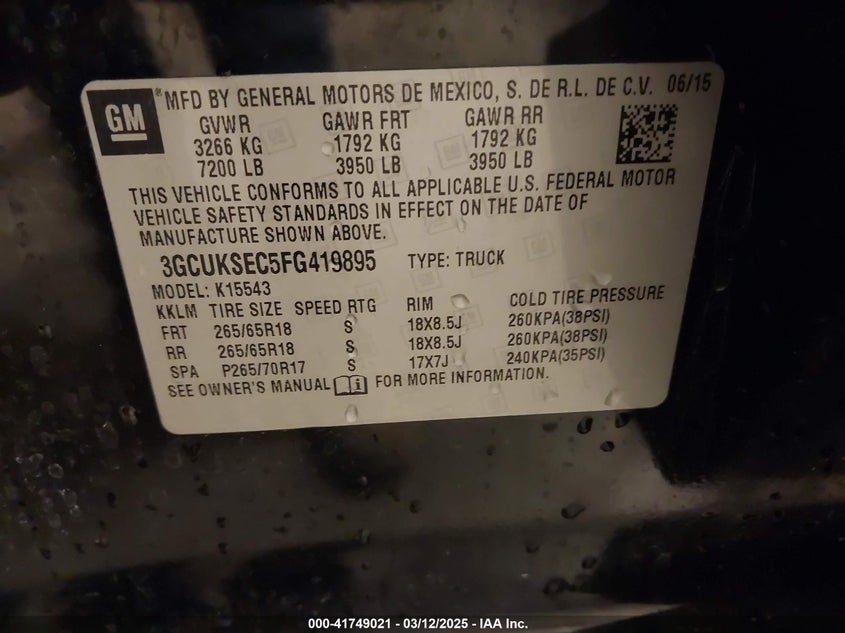 GM ® MFD BY GENERAL MOTORS DE MEXICO, S. DE R.L. DE C.V. 06/15
GVWR GAWR FRT GAWR RR
3266 KG 1792 KG 1792 KG
7200 LB 3950 LB 3950 LB
THIS VEHICLE CONFORMS TO ALL APPLICABLE U.S. FEDERAL MOTOR
VEHICLE SAFETY STANDARDS IN EFFECT ON THE DATE OF
MANUFACTURE SHOWN ABOVE.
3GCUKSEC5FG419895 TYPE: TRUCK
MODEL: K15543
KKLM TIRE SIZE SPEED RTG RIM COLD TIRE PRESSURE
FRT 265/65R18 S 18X8.5J 260KPA(38PSI)
RR 265/65R18 S 18X8.5J 260KPA(38PSI)
SPA P265/70R17 S 17X7J 240KPA(35PSI)
SEE OWNER'S MANUAL FOR MORE INFORMATION.
000-41749021 - 03/12/2025 - IAA Inc.